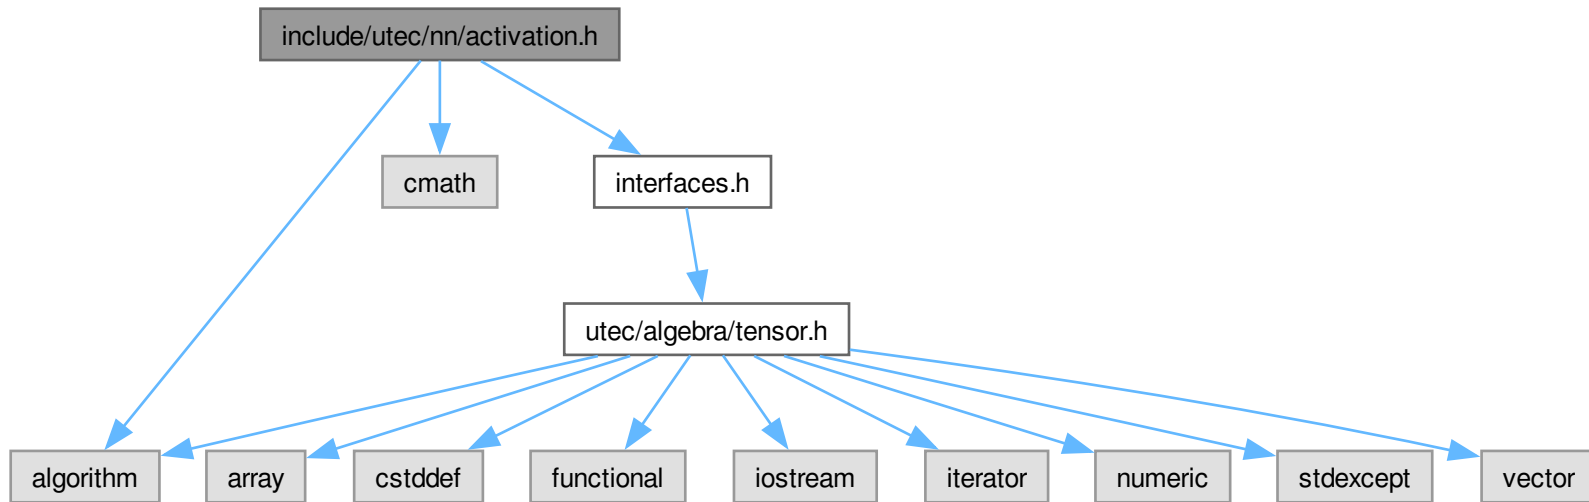 include/utec/nn/activation.h
cmath
interfaces.h
utec/algebra/tensor.h
algorithm
array
cstddef
functional
iostream
iterator
numeric
stdexcept
vector